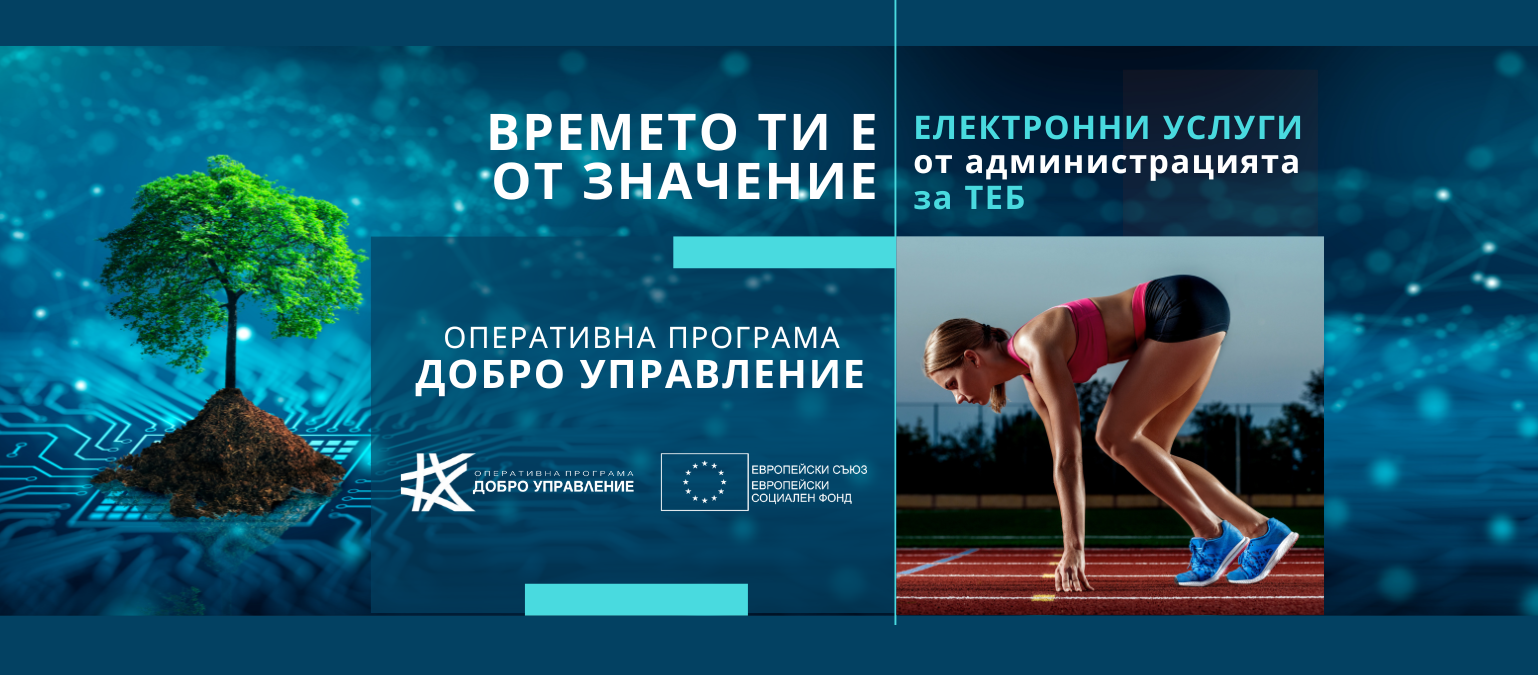 ВРЕМЕТО ТИ Е
ОТ ЗНАЧЕНИЕ
ЕЛЕКТРОННИ УСЛУГИ
от администрацията
за ТЕБ
ОПЕРАТИВНА ПРОГРАМА
ДОБРО УПРАВЛЕНИЕ
ОПЕРАТИВНА ПРОГРАМА
ДОБРО УПРАВЛЕНИЕ
ЕВРОПЕЙСКИ СЪЮЗ
ЕВРОПЕЙСКИ
СОЦИАЛЕН ФОНД